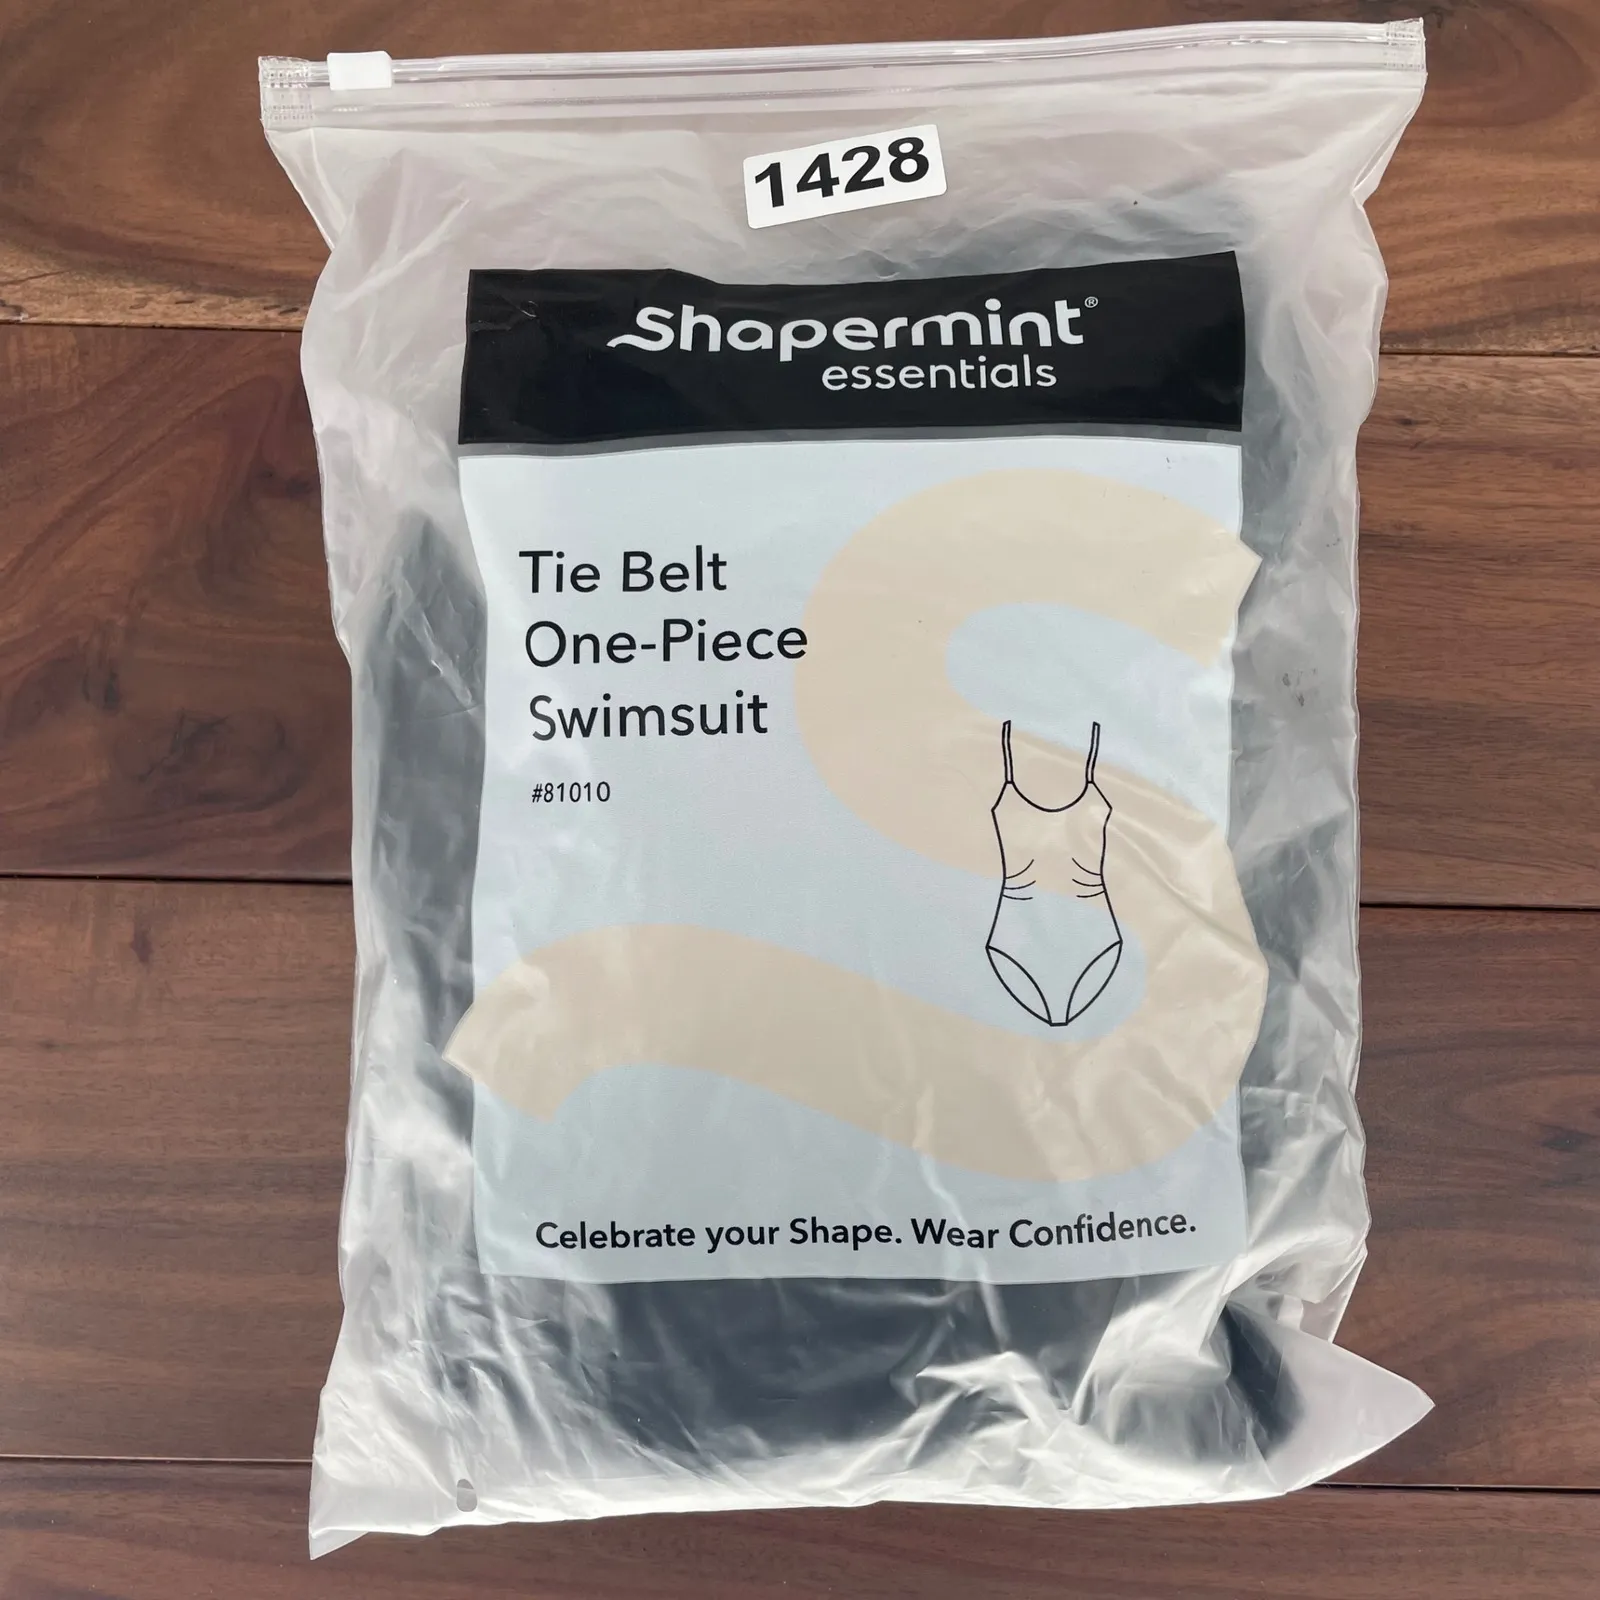 1428
Shapermint®
essentials
Tie Belt
One-Piece
Swimsuit
#81010
Celebrate your Shape. Wear Confidence.